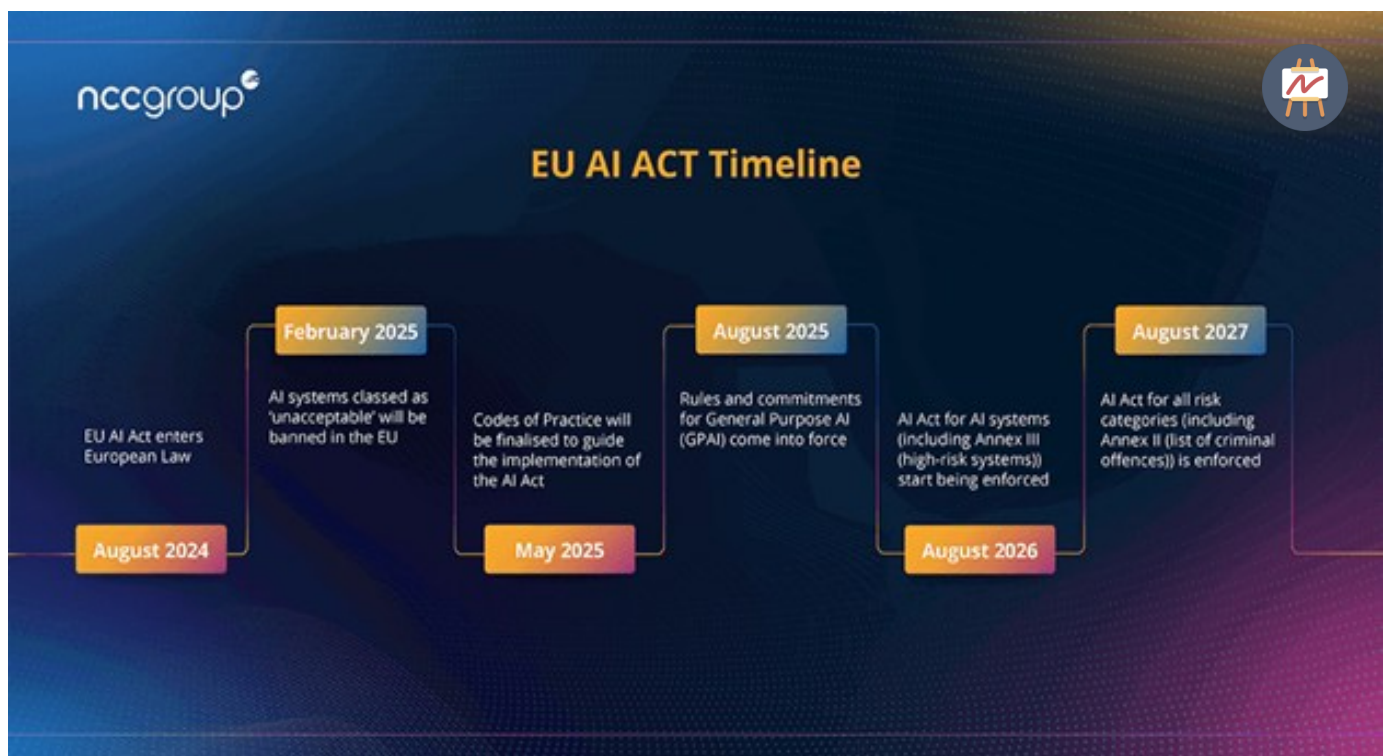 nccgroup
EU AI ACT Timeline
August 2024
EU AI Act enters
European Law
February 2025
AI systems classed as
‘unacceptable’ will be
banned in the EU
May 2025
Codes of Practice will
be finalised to guide
the implementation of
the AI Act
August 2025
Rules and commitments
for General Purpose AI
(GPAI) come into force
August 2026
AI Act for AI systems
(including Annex III
(high-risk systems))
start being enforced
August 2027
AI Act for all risk
categories (including
Annex II (list of criminal
offences)) is enforced